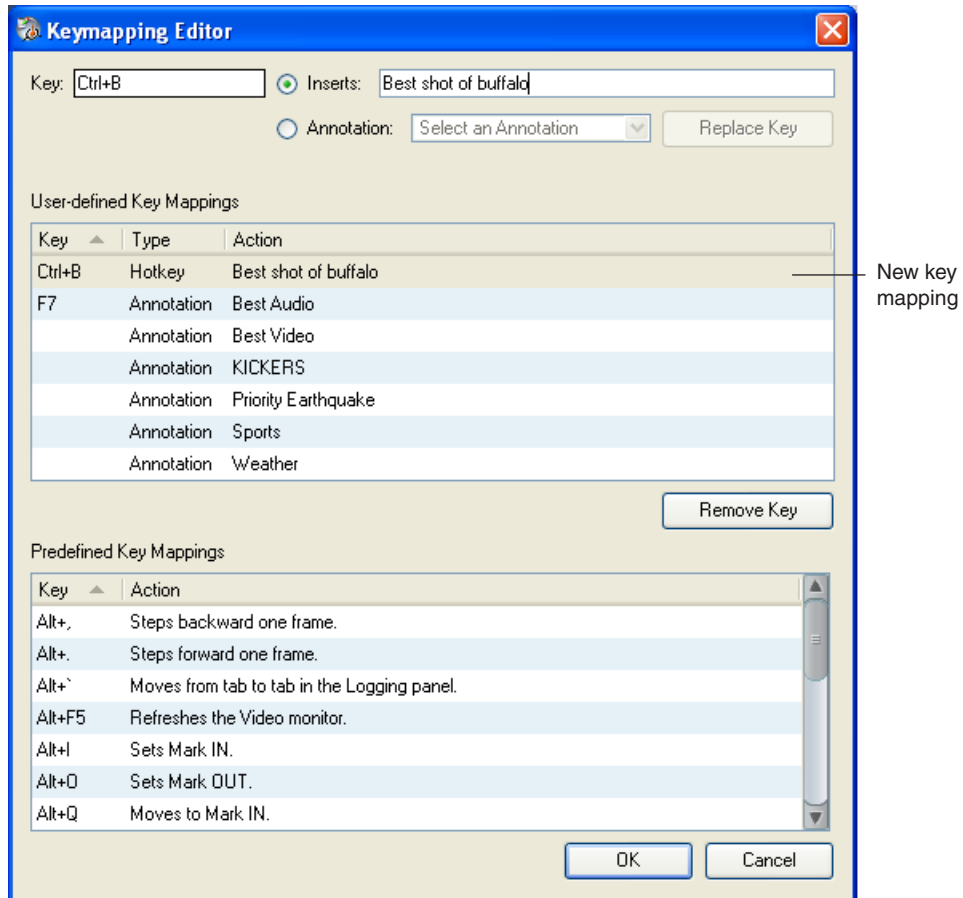 Keymapping Editor
Key: Ctrl+B Inserts: Best shot of buffalo
Annotation: Select an Annotation Replace Key
User-defined Key Mappings
Key Type Action
Ctrl+B Hotkey Best shot of buffalo
New key
mapping
F7 Annotation Best Audio
Annotation Best Video
Annotation KICKERS
Annotation Priority Earthquake
Annotation Sports
Annotation Weather
Remove Key
Predefined Key Mappings
Key Action
Alt+, Steps backward one frame.
Alt+. Steps forward one frame.
Alt+` Moves from tab to tab in the Logging panel.
Alt+F5 Refreshes the Video monitor.
Alt+I Sets Mark IN.
Alt+O Sets Mark OUT.
Alt+Q Moves to Mark IN.
OK Cancel